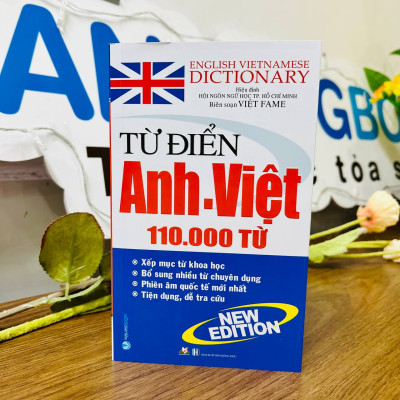 AN
GBO
T
c tỏa s
ENGLISH VIETNAMESE
DICTIONARY
Hiệu đính
HỘI NGÔN NGỮ HỌC TP. HỒ CHÍ MINH
Biên soạn VIỆT FAME
TỪ ĐIỂN
Anh-Việt
110.000 TỪ
Xếp mục từ khoa học
Bổ sung nhiều từ chuyên dụng
Phiên âm quốc tế mới nhất
Tiện dụng, dễ tra cứu
NEW
EDITION